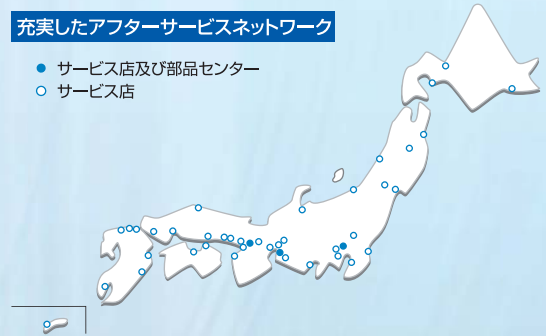 充実したアフターサービスネットワーク
サービス店及び部品センター
サービス店